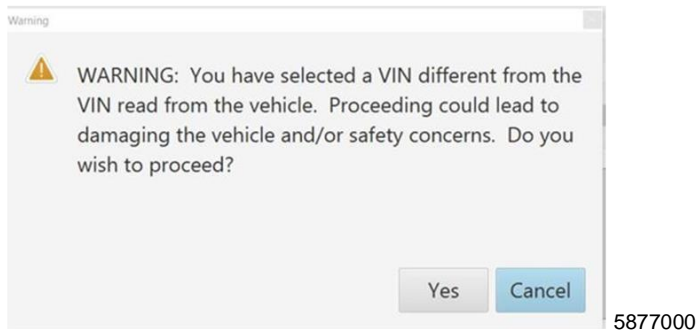 Warning
WARNING:  You have selected a VIN different from the
VIN read from the vehicle.  Proceeding could lead to
damaging the vehicle and/or safety concerns.  Do you
wish to proceed?
Yes
Cancel
5877000